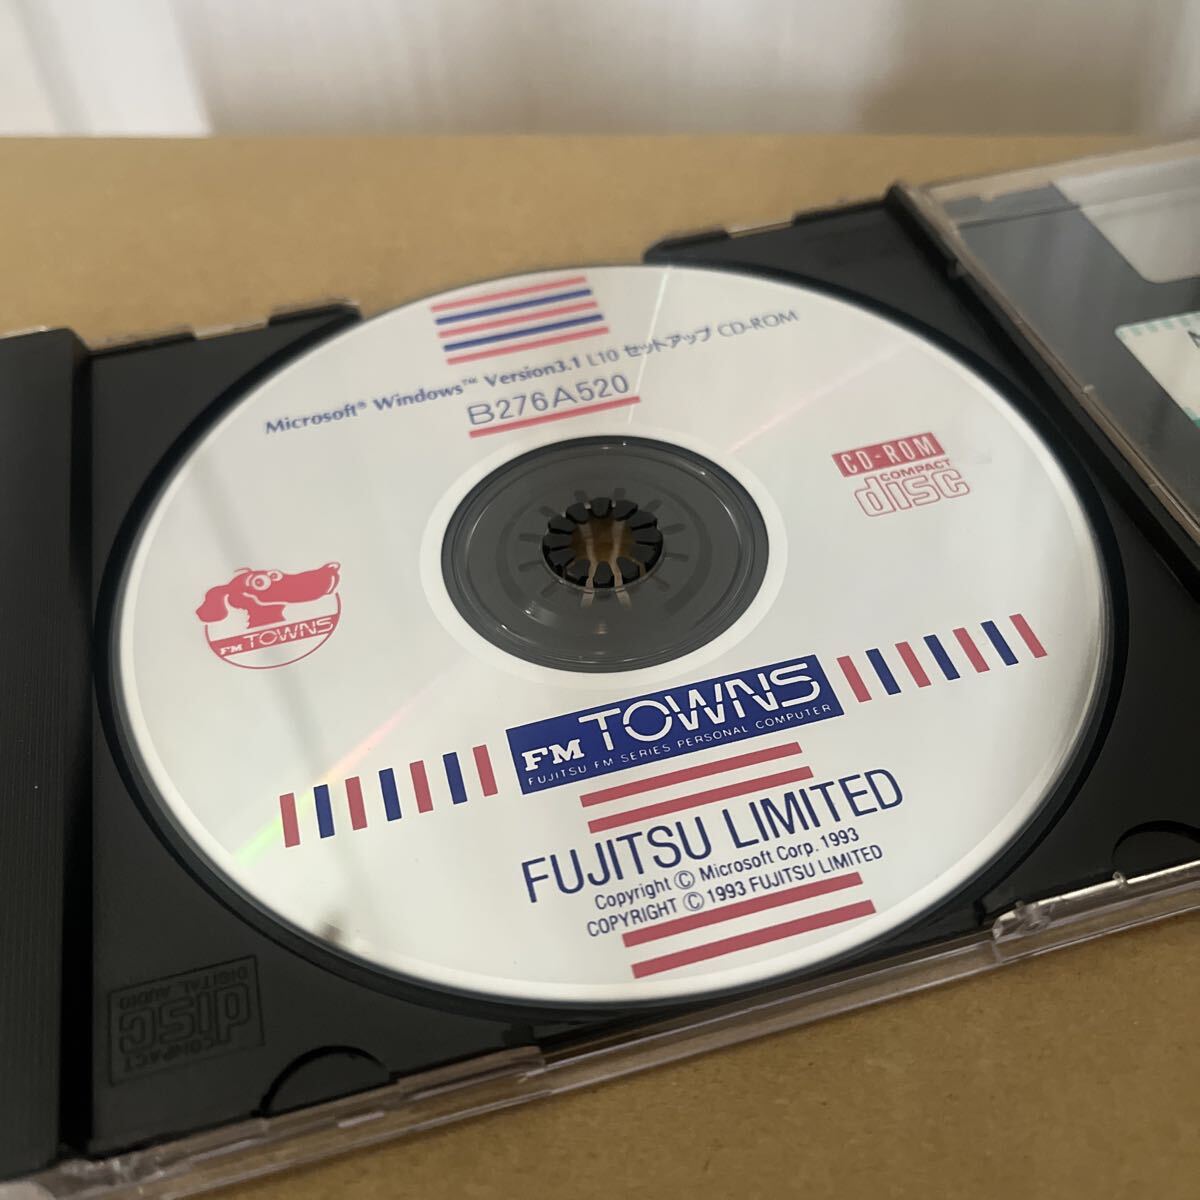 Microsoft® Windows™ Version3.1 L10 セットアップ CD-ROM
B276A520
CD-ROM
COMPACT
disc
FM TOWNS
FM TOWNS
FUJITSU FM SERIES PERSONAL COMPUTER
FUJITSU LIMITED
Copyright © Microsoft Corp. 1993
COPYRIGHT © 1993 FUJITSU LIMITED
COMPACT
disc
DIGITAL AUDIO